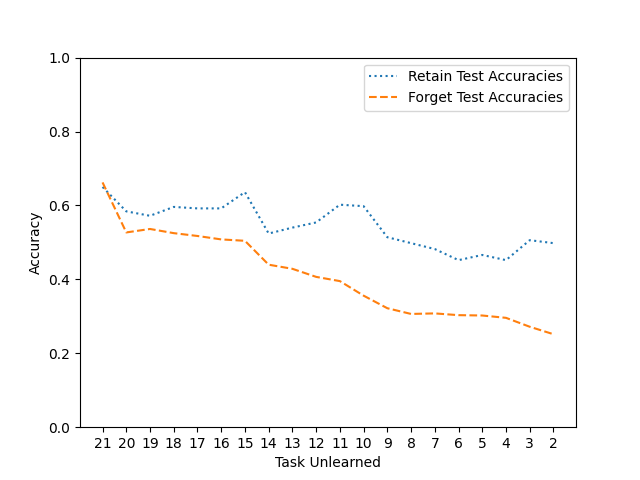 1.0
0.8
0.6
0.4
0.2
0.0
Accuracy
Retain Test Accuracies
Forget Test Accuracies
21 20 19 18 17 16 15 14 13 12 11 10 9 8 7 6 5 4 3 2
Task Unlearned